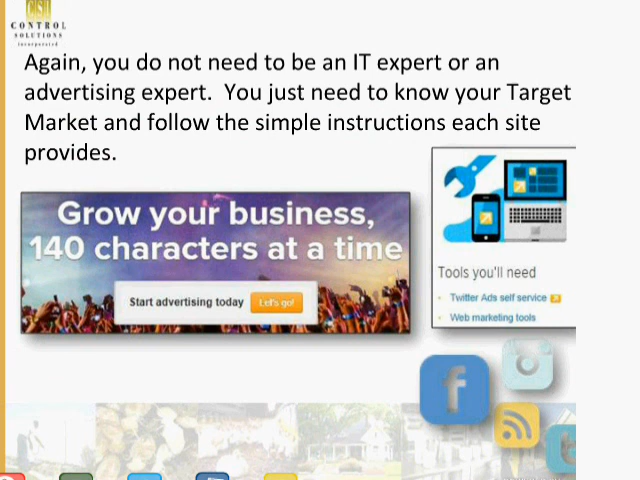 CSI
CONTROL
SOLUTIONS
incorporated
Again, you do not need to be an IT expert or an
advertising expert.  You just need to know your Target
Market and follow the simple instructions each site
provides.
Grow your business,
140 characters at a time
Start advertising today
Let's go!
Tools you'll need
Twitter Ads self service
Web marketing tools